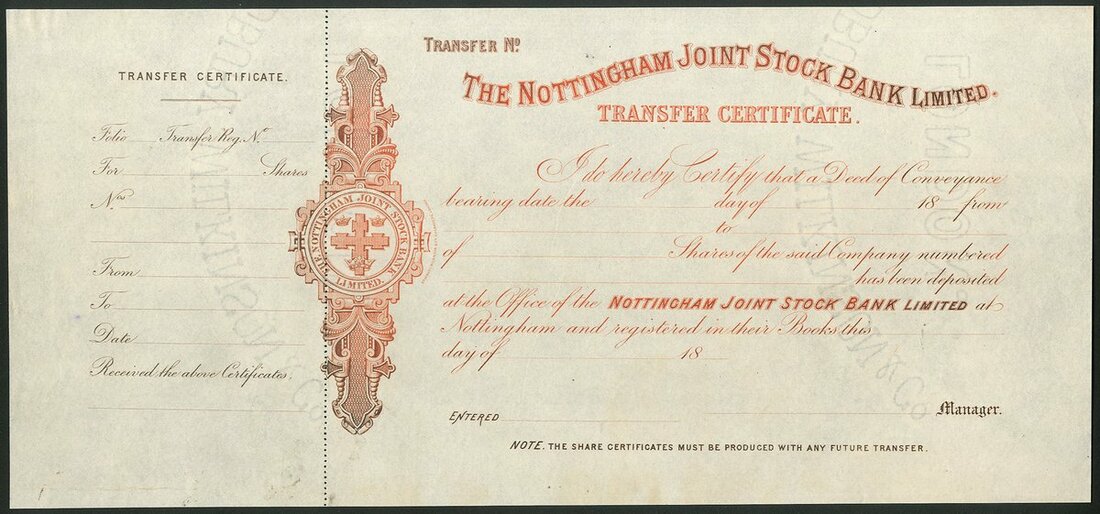 TRANSFER CERTIFICATE.
Folio Transfer Reg. No
For Shares
Nos
From
To
Date
Received the above Certificates.
THE NOTTINGHAM JOINT STOCK BANK
LIMITED.
TRANSFER No
THE NOTTINGHAM JOINT STOCK BANK LIMITED.
TRANSFER CERTIFICATE.
I do hereby Certify that a Deed of Conveyance
bearing date the day of 18 from
to
of Shares of the said Company numbered
has been deposited
at the Office of the NOTTINGHAM JOINT STOCK BANK LIMITED at
Nottingham and registered in their Books this
day of 18
ENTERED Manager.
NOTE. THE SHARE CERTIFICATES MUST BE PRODUCED WITH ANY FUTURE TRANSFER.